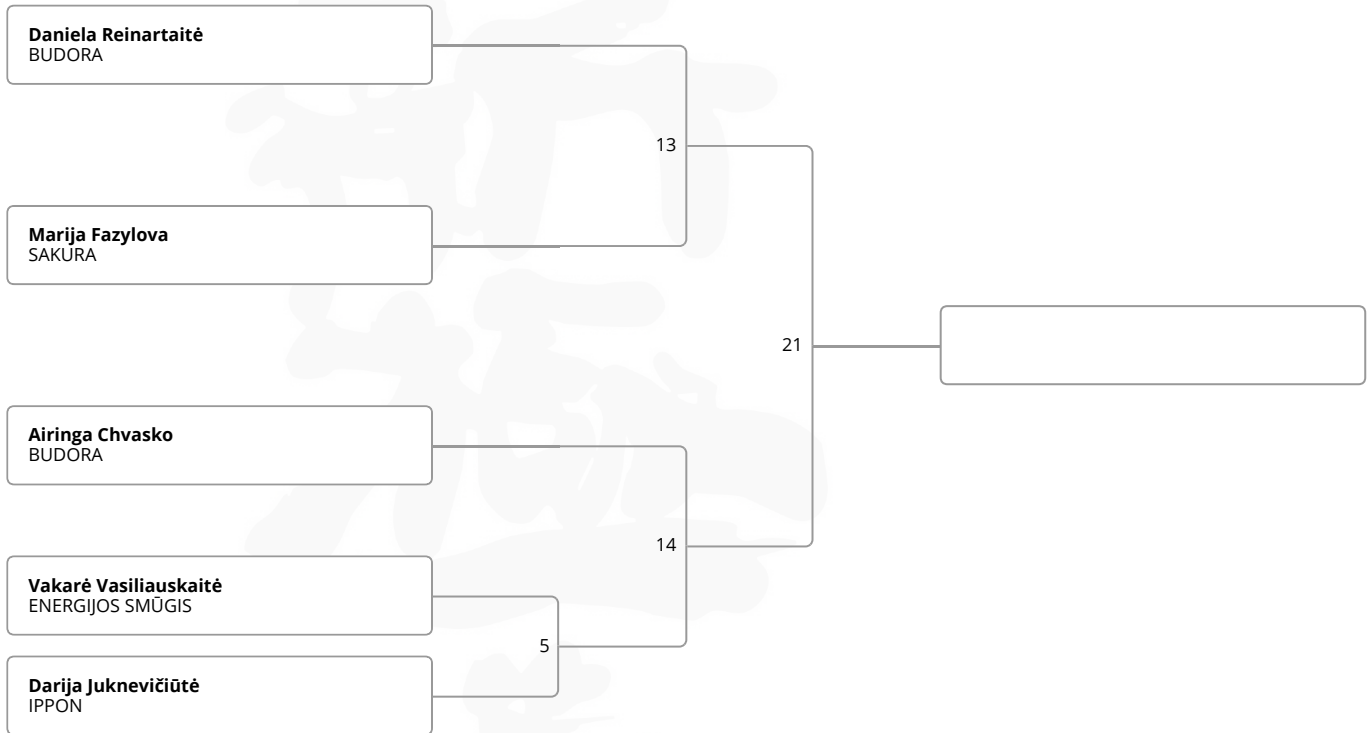 Daniela Reinartaitė
BUDORA
13
Marija Fazylova
SAKURA
21
Airinga Chvasko
BUDORA
14
Vakarė Vasiliauskaitė
ENERGIJOS SMŪGIS
5
Darija Juknevičiūtė
IPPON